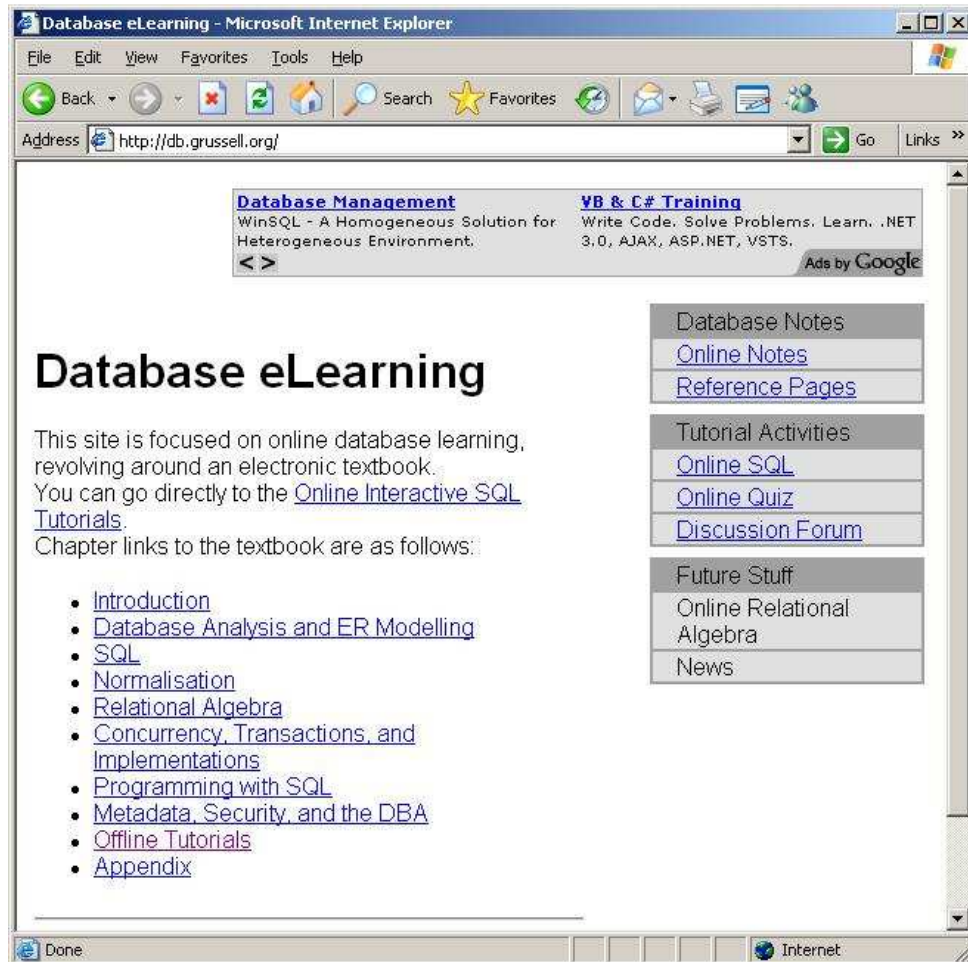 Database eLearning - Microsoft Internet Explorer
File Edit View Favorites Tools Help
Back Search Favorites
Address http://db.grussell.org/ Go Links »
Database Management
WinSQL - A Homogeneous Solution for
Heterogeneous Environment.
VB & C# Training
Write Code. Solve Problems. Learn. .NET
3.0, AJAX, ASP.NET, VSTS.
< >
Ads by Google
Database eLearning
This site is focused on online database learning,
revolving around an electronic textbook.
You can go directly to the Online Interactive SQL
Tutorials.
Chapter links to the textbook are as follows:
• Introduction
• Database Analysis and ER Modelling
• SQL
• Normalisation
• Relational Algebra
• Concurrency, Transactions, and
Implementations
• Programming with SQL
• Metadata, Security, and the DBA
• Offline Tutorials
• Appendix
Database Notes
Online Notes
Reference Pages
Tutorial Activities
Online SQL
Online Quiz
Discussion Forum
Future Stuff
Online Relational
Algebra
News
Done Internet